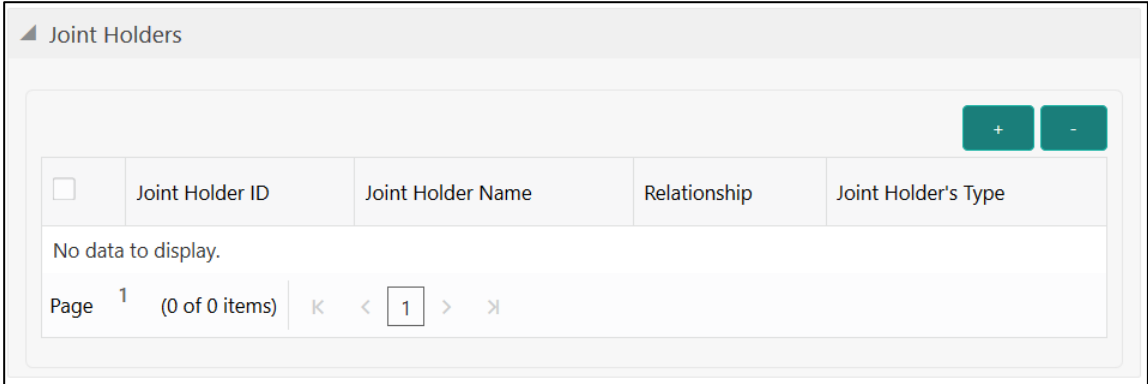 Joint Holders
+ -
Joint Holder ID Joint Holder Name Relationship Joint Holder's Type
No data to display.
Page 1 (0 of 0 items) K < 1 > >|